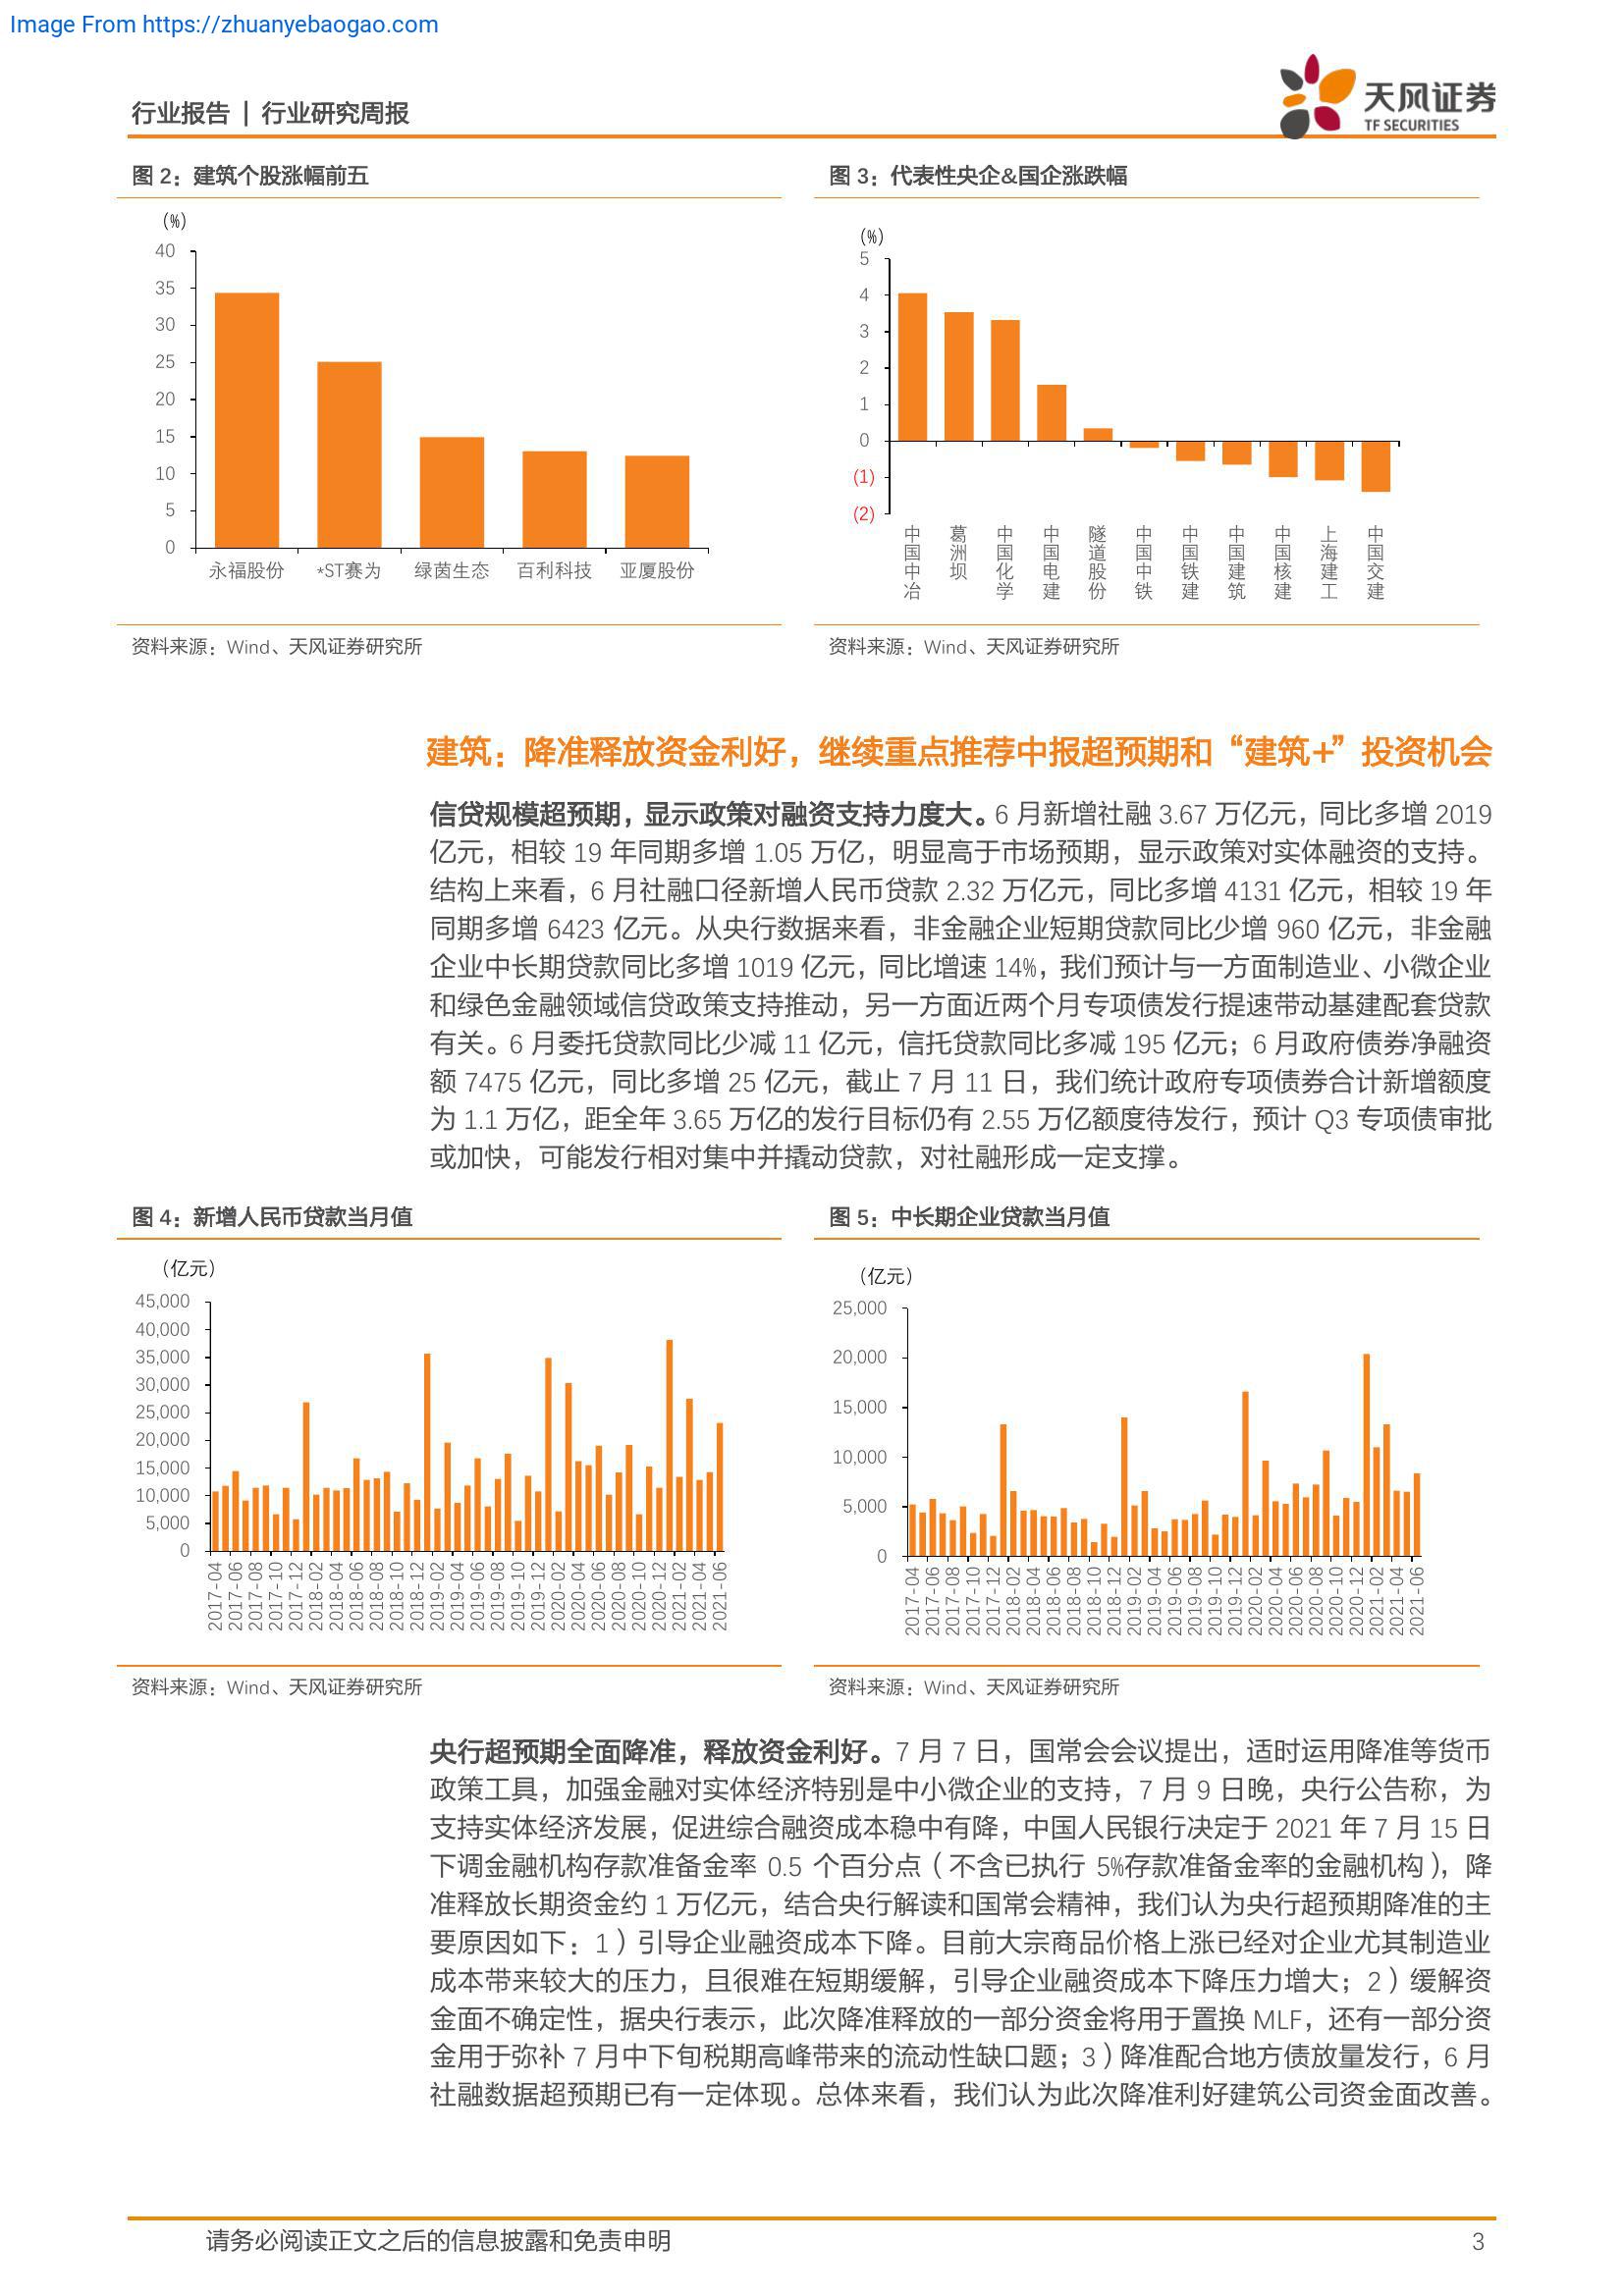 Image From https://zhuanyebaogao.com
行业报告 | 行业研究周报
天风证券
TF SECURITIES
图 2：建筑个股涨幅前五
(%)
40
35
30
25
20
15
10
5
0
永福股份 *ST赛为 绿茵生态 百利科技 亚厦股份
资料来源：Wind、天风证券研究所
图 3：代表性央企&国企涨跌幅
(%)
5
4
3
2
1
0
(1)
(2)
中国中冶 葛洲坝 中国化学 中国电建 隧道股份 中国中铁 中国铁建 中国建筑 中国核建 上海建工 中国交建
资料来源：Wind、天风证券研究所
建筑：降准释放资金利好，继续重点推荐中报超预期和“建筑+”投资机会
信贷规模超预期，显示政策对融资支持力度大。6 月新增社融 3.67 万亿元，同比多增 2019
亿元，相较 19 年同期多增 1.05 万亿，明显高于市场预期，显示政策对实体融资的支持。
结构上来看，6 月社融口径新增人民币贷款 2.32 万亿元，同比多增 4131 亿元，相较 19 年
同期多增 6423 亿元。从央行数据来看，非金融企业短期贷款同比少增 960 亿元，非金融
企业中长期贷款同比多增 1019 亿元，同比增速 14%，我们预计与一方面制造业、小微企业
和绿色金融领域信贷政策支持推动，另一方面近两个月专项债发行提速带动基建配套贷款
有关。6 月委托贷款同比少减 11 亿元，信托贷款同比多减 195 亿元；6 月政府债券净融资
额 7475 亿元，同比多增 25 亿元，截止 7 月 11 日，我们统计政府专项债券合计新增额度
为 1.1 万亿，距全年 3.65 万亿的发行目标仍有 2.55 万亿额度待发行，预计 Q3 专项债审批
或加快，可能发行相对集中并撬动贷款，对社融形成一定支撑。
图 4：新增人民币贷款当月值
（亿元）
45,000
40,000
35,000
30,000
25,000
20,000
15,000
10,000
5,000
0
2017-04 2017-06 2017-08 2017-10 2017-12 2018-02 2018-04 2018-06 2018-08 2018-10 2018-12 2019-02 2019-04 2019-06 2019-08 2019-10 2019-12 2020-02 2020-04 2020-06 2020-08 2020-10 2020-12 2021-02 2021-04 2021-06
资料来源：Wind、天风证券研究所
图 5：中长期企业贷款当月值
（亿元）
25,000
20,000
15,000
10,000
5,000
0
2017-04 2017-06 2017-08 2017-10 2017-12 2018-02 2018-04 2018-06 2018-08 2018-10 2018-12 2019-02 2019-04 2019-06 2019-08 2019-10 2019-12 2020-02 2020-04 2020-06 2020-08 2020-10 2020-12 2021-02 2021-04 2021-06
资料来源：Wind、天风证券研究所
央行超预期全面降准，释放资金利好。7 月 7 日，国常会会议提出，适时运用降准等货币
政策工具，加强金融对实体经济特别是中小微企业的支持，7 月 9 日晚，央行公告称，为
支持实体经济发展，促进综合融资成本稳中有降，中国人民银行决定于 2021 年 7 月 15 日
下调金融机构存款准备金率 0.5 个百分点（不含已执行 5%存款准备金率的金融机构），降
准释放长期资金约 1 万亿元，结合央行解读和国常会精神，我们认为央行超预期降准的主
要原因如下：1）引导企业融资成本下降。目前大宗商品价格上涨已经对企业尤其制造业
成本带来较大的压力，且很难在短期缓解，引导企业融资成本下降压力增大；2）缓解资
金面不确定性，据央行表示，此次降准释放的一部分资金将用于置换 MLF，还有一部分资
金用于弥补 7 月中下旬税期高峰带来的流动性缺口题；3）降准配合地方债放量发行，6 月
社融数据超预期已有一定体现。总体来看，我们认为此次降准利好建筑公司资金面改善。
请务必阅读正文之后的信息披露和免责申明
3